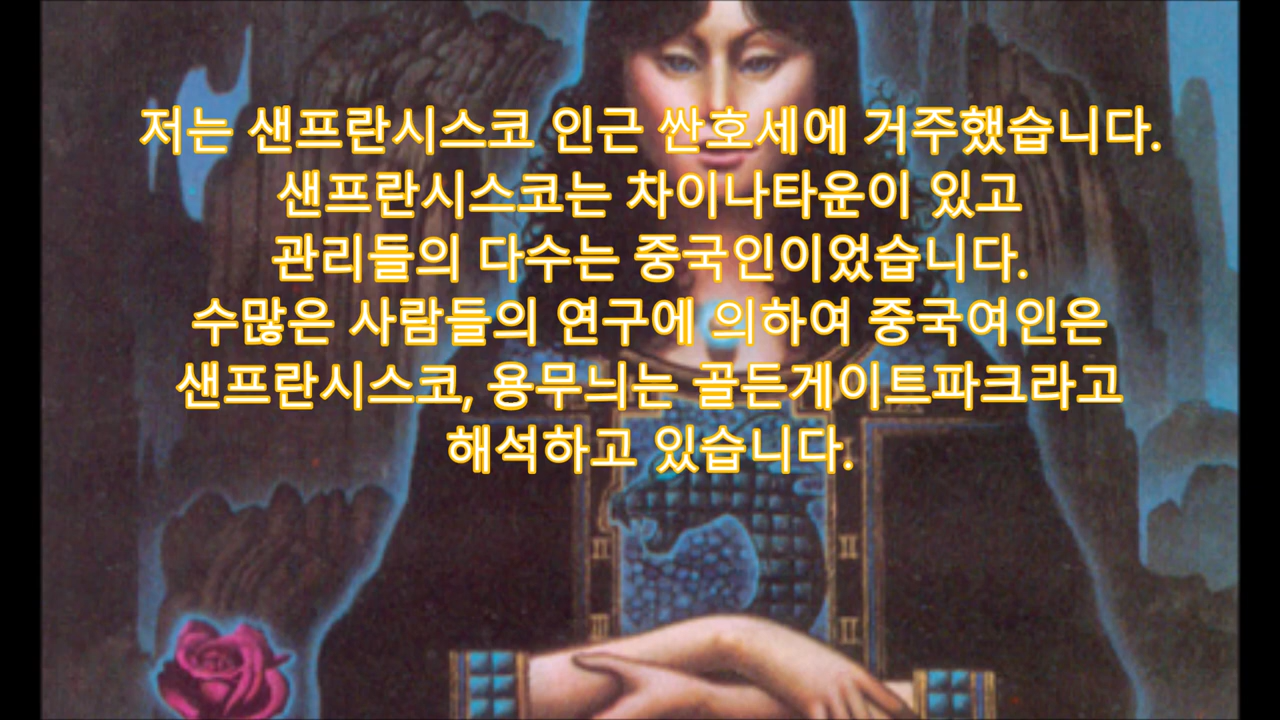 저는 샌프란시스코 인근 싼호세에 거주했습니다.
샌프란시스코는 차이나타운이 있고
관리들의 다수는 중국인이었습니다.
수많은 사람들의 연구에 의하여 중국여인은
샌프란시스코, 용무늬는 골든게이트파크라고
해석하고 있습니다.